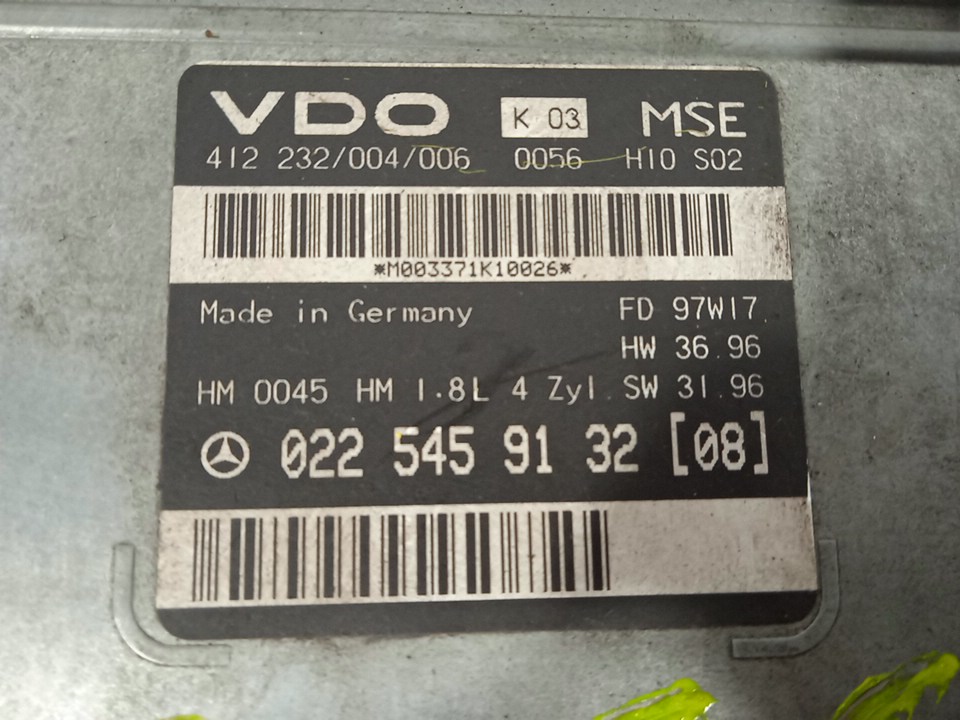 VDO K 03 MSE
412 232/004/006 0056 H10 S02
*M003371K10026*
Made in Germany FD 97W17
HW 36.96
HM 0045 HM 1.8L 4 Zyl. SW 31.96
022 545 91 32 [08]